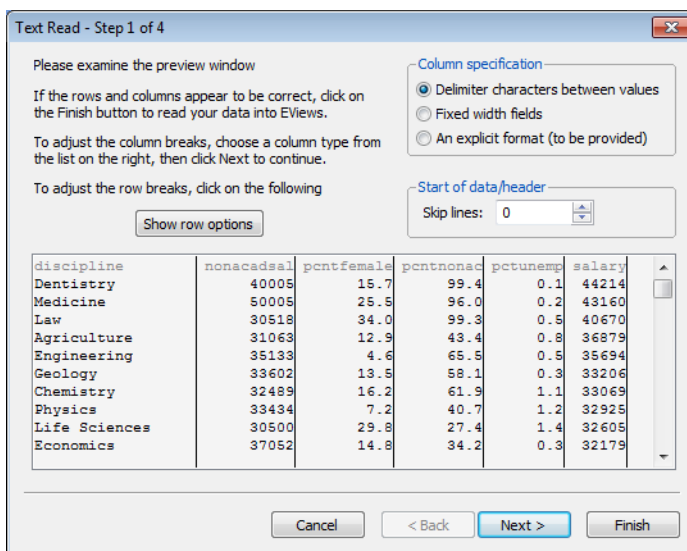 Text Read - Step 1 of 4
Please examine the preview window
If the rows and columns appear to be correct, click on
the Finish button to read your data into EViews.
To adjust the column breaks, choose a column type from
the list on the right, then click Next to continue.
To adjust the row breaks, click on the following
Show row options
Column specification
Delimiter characters between values
Fixed width fields
An explicit format (to be provided)
Start of data/header
Skip lines: 0
discipline nonacadsal pcntfemale pcntnonac pctunemp salary
Dentistry 40005 15.7 99.4 0.1 44214
Medicine 50005 25.5 96.0 0.2 43160
Law 30518 34.0 99.3 0.5 40670
Agriculture 31063 12.9 43.4 0.8 36879
Engineering 35133 4.6 65.5 0.5 35694
Geology 33602 13.5 58.1 0.3 33206
Chemistry 32489 16.2 61.9 1.1 33069
Physics 33434 7.2 40.7 1.2 32925
Life Sciences 30500 29.8 27.4 1.4 32605
Economics 37052 14.8 34.2 0.3 32179
Cancel < Back Next > Finish